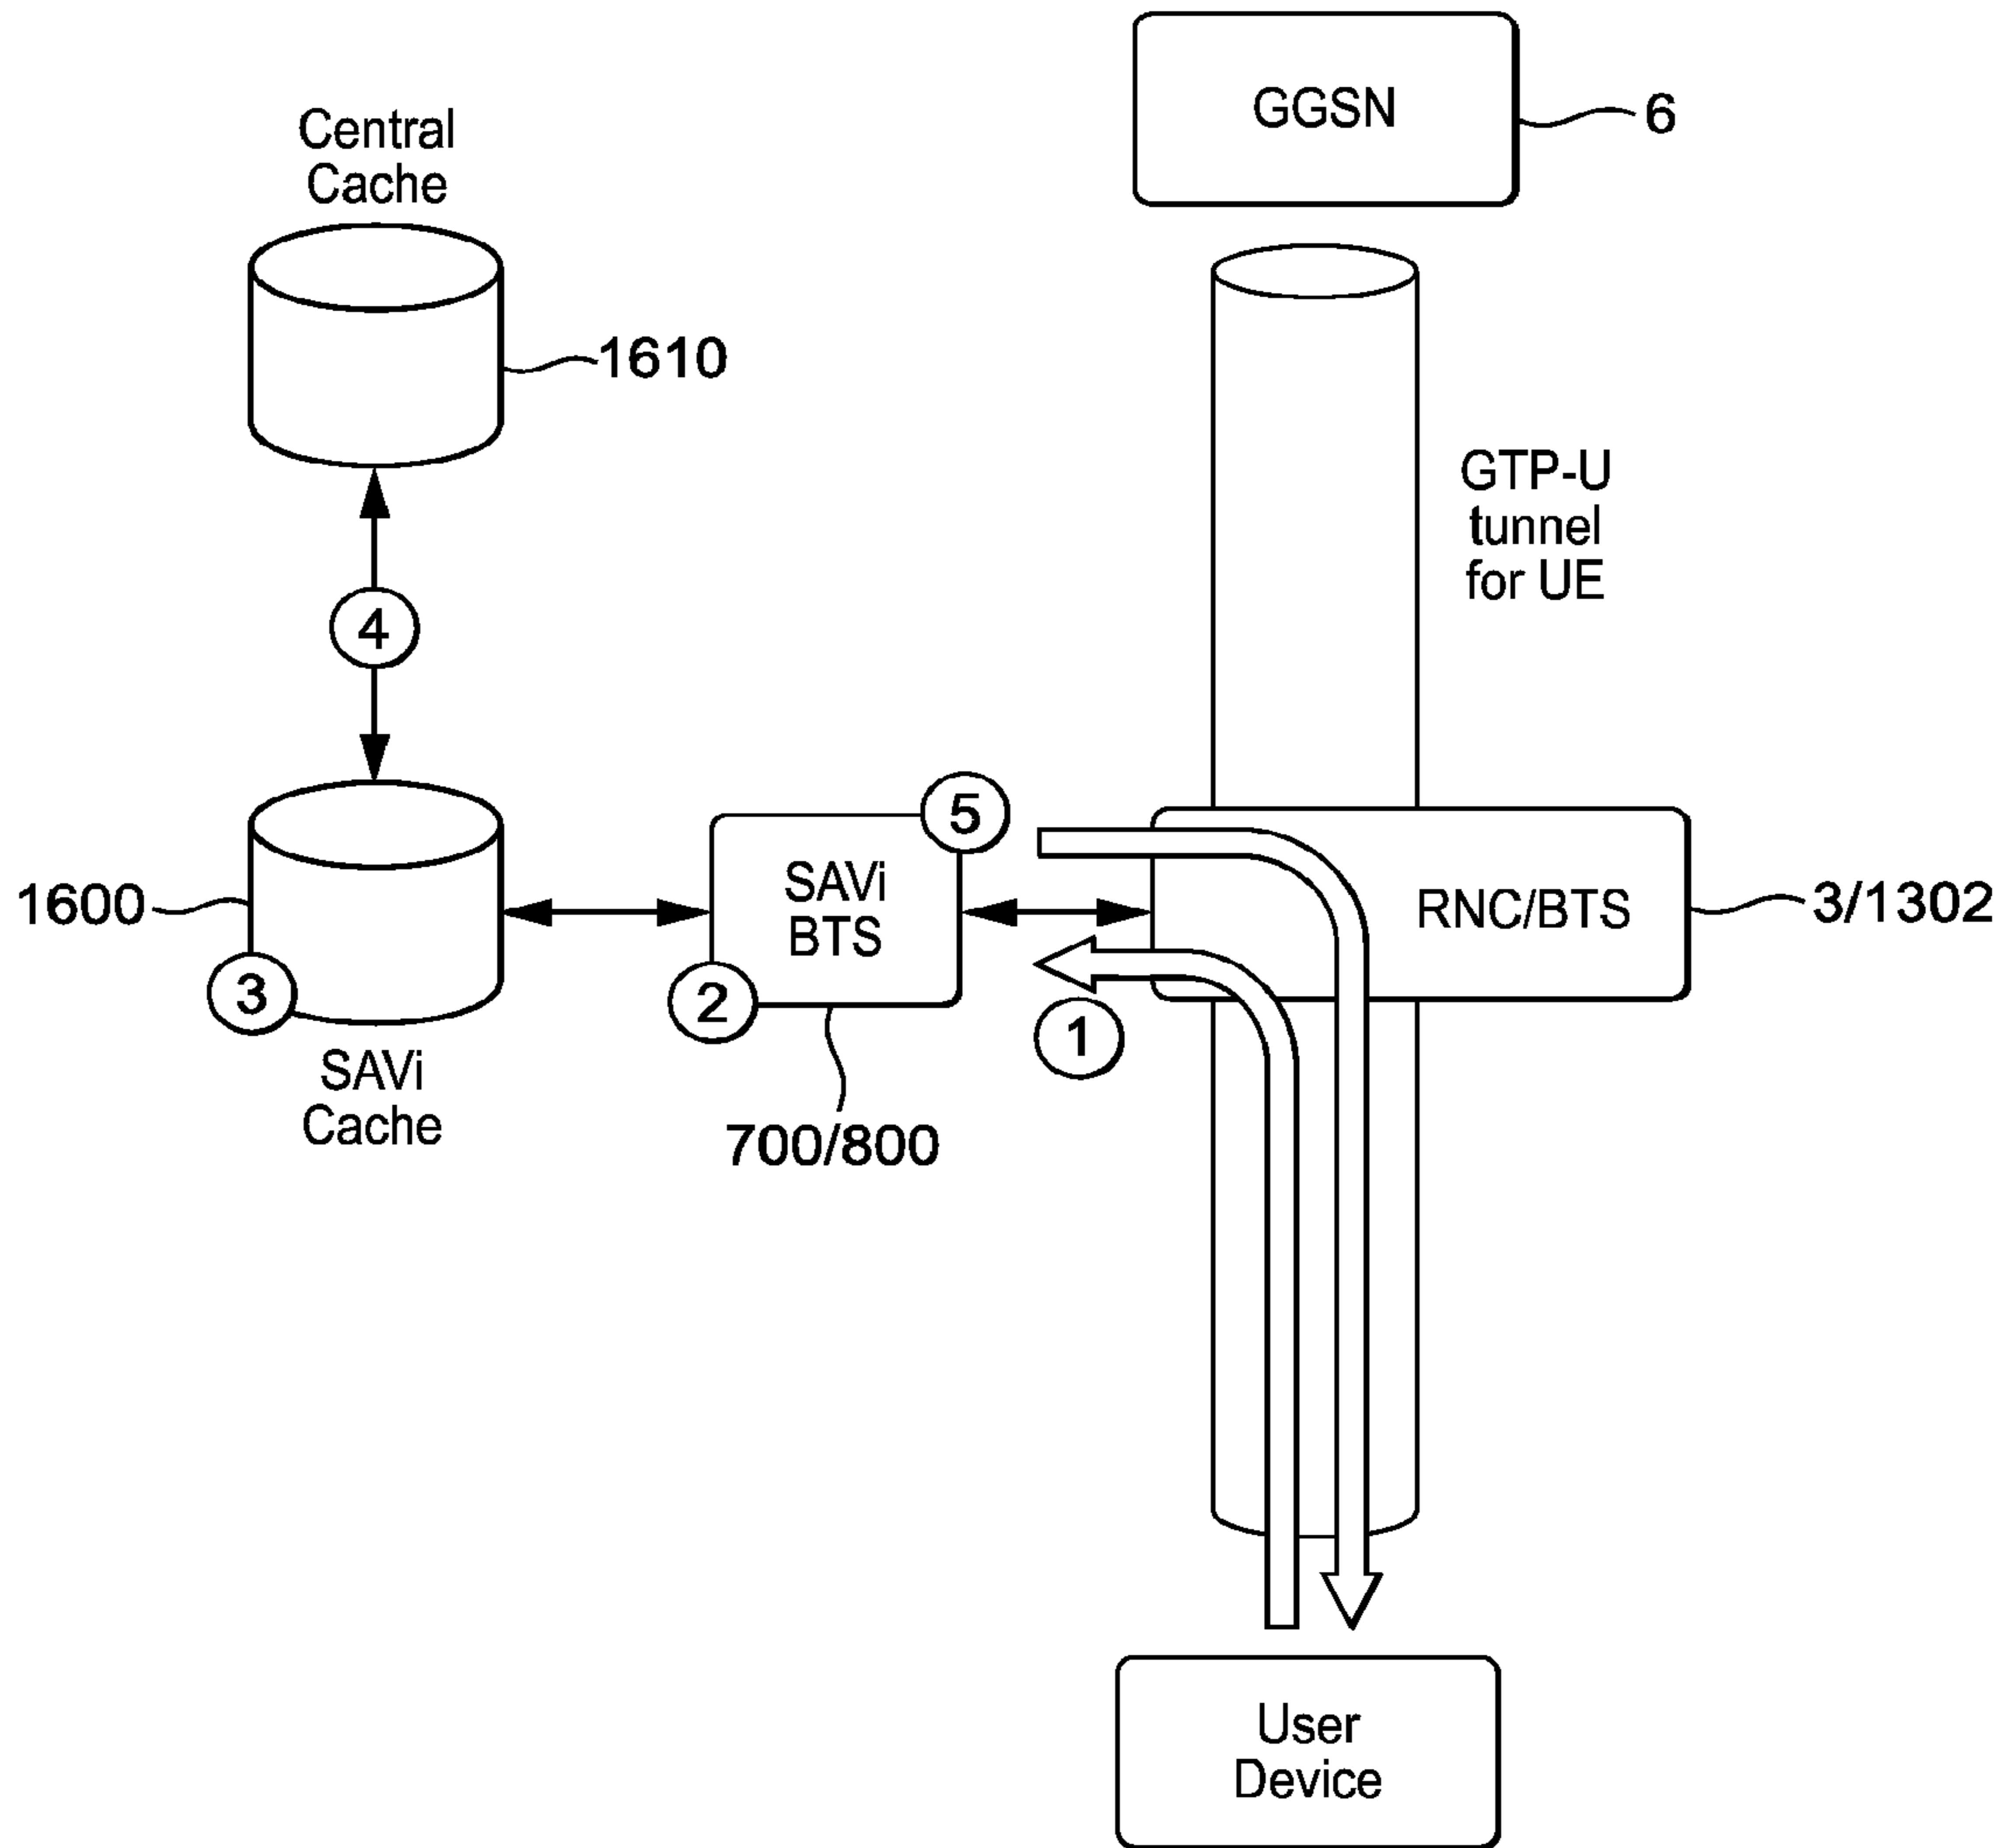 GGSN
6
Central
Cache
1610
GTP-U
tunnel
for UE
4
5
SAVi
BTS
RNC/BTS
3/1302
1600
3
2
1
SAVi
Cache
700/800
User
Device